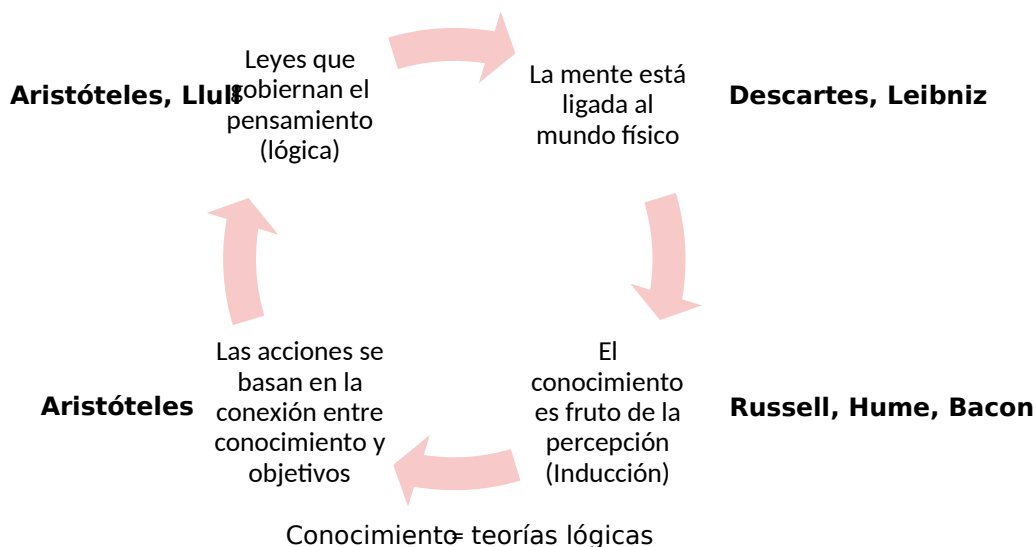 Aristóteles, Llull
Leyes que
gobiernan el
pensamiento
(lógica)
La mente está
ligada al
mundo físico
Descartes, Leibniz
Aristóteles
Las acciones se
basan en la
conexión entre
conocimiento y
objetivos
El
conocimiento
es fruto de la
percepción
(Inducción)
Russell, Hume, Bacon
Conocimiento= teorías lógicas